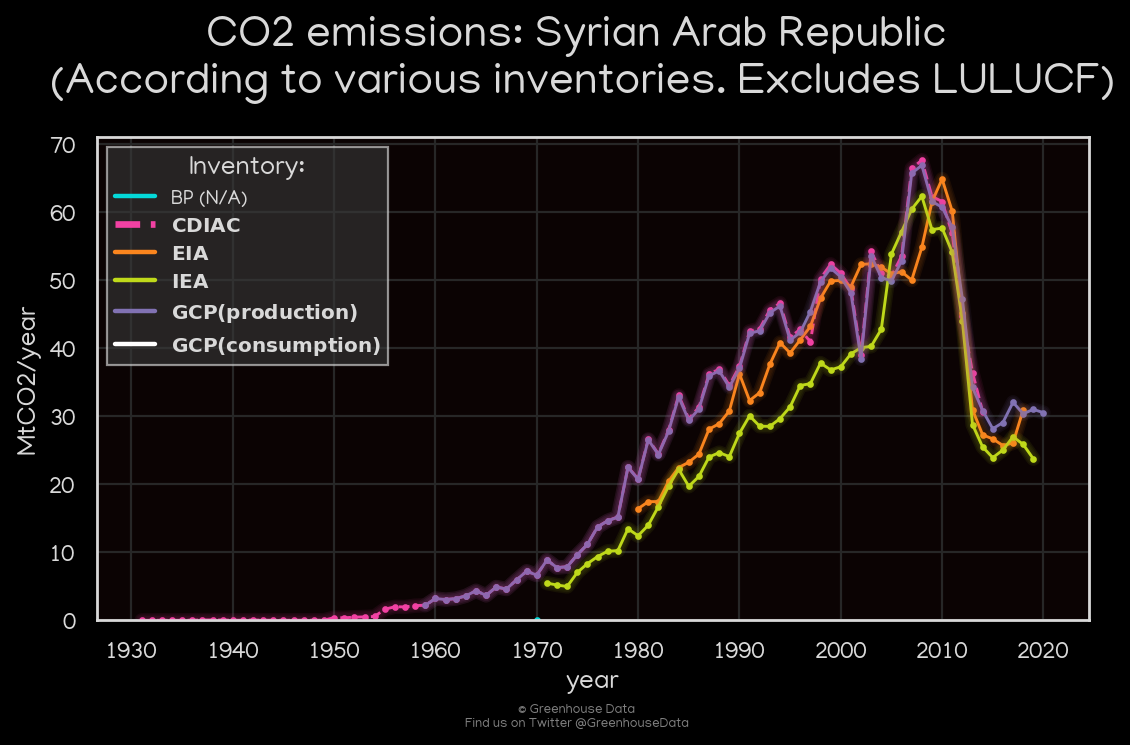 CO2 emissions: Syrian Arab Republic
(According to various inventories. Excludes LULUCF)
Inventory:
BP (N/A)
CDIAC
EIA
IEA
GCP(production)
GCP(consumption)
MtCO2/year
70
60
50
40
30
20
10
0
1930 1940 1950 1960 1970 1980 1990 2000 2010 2020
year
© Greenhouse Data
Find us on Twitter @GreenhouseData